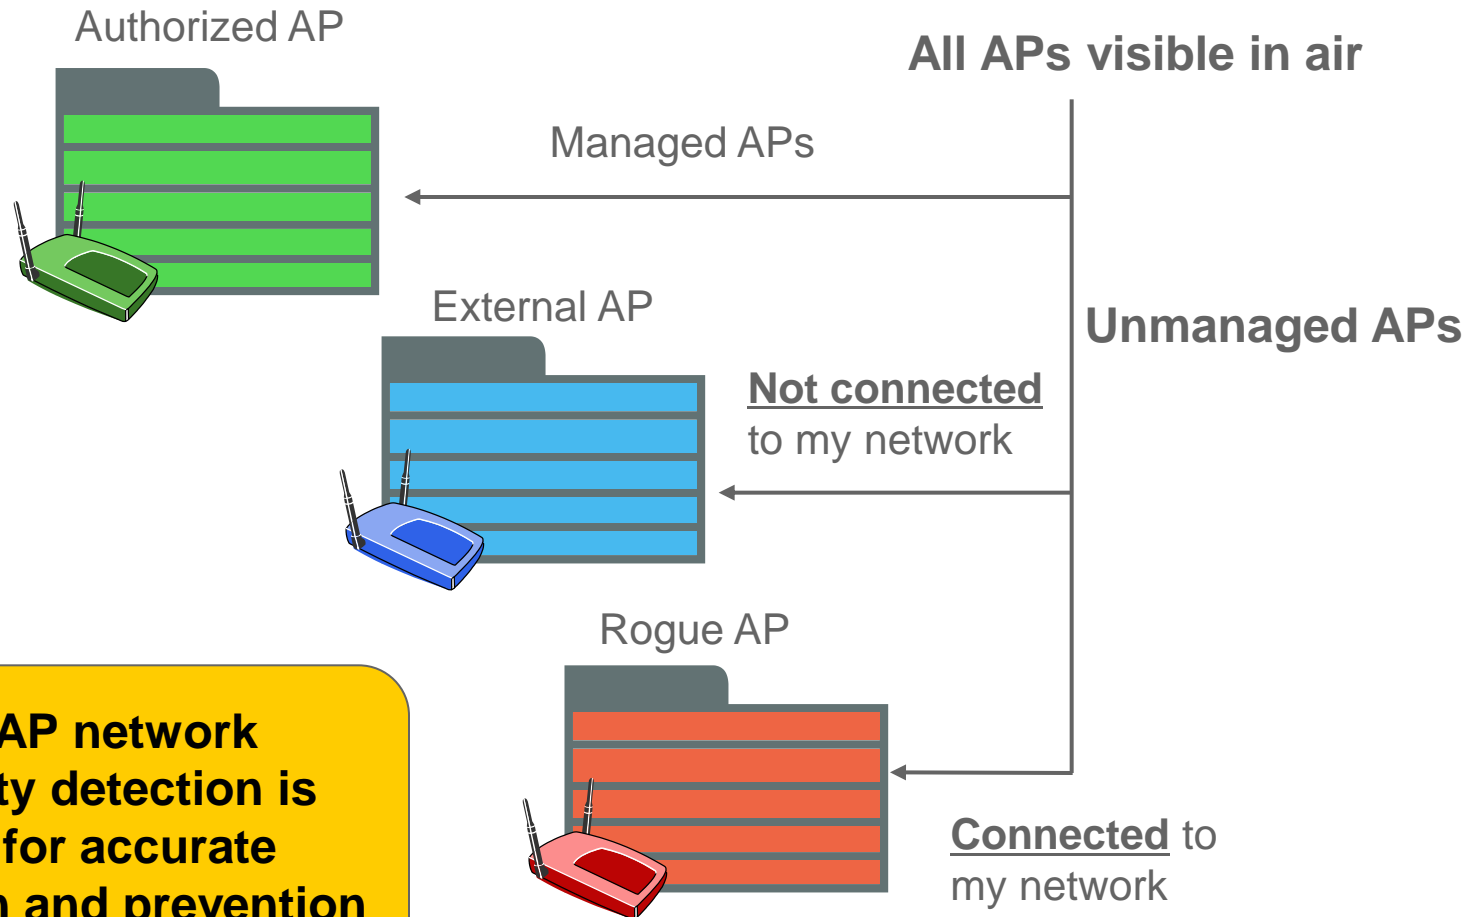 Authorized AP
All APs visible in air
Managed APs
External AP
Unmanaged APs
Not connected
to my network
Rogue AP
AP network
detection is
for accurate
and prevention
Connected to
my network